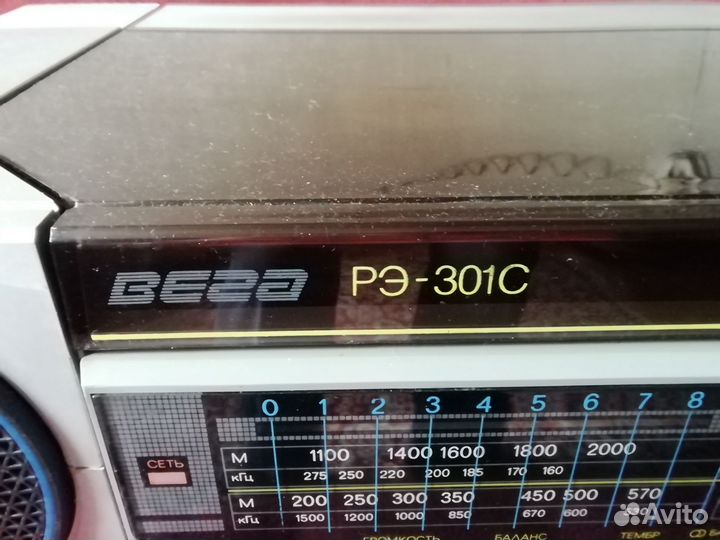 ВЕГА РЭ-301С
0 1 2 3 4 5 6 7 8
М 1100 1400 1600 1800 2000
СЕТЬ
кГц 275 250 220 200 185 170 160
М 200 250 300 350 450 500 570
кГц 1500 1200 1000 850 670 600 530
ГРОМКОСТЬ БАЛАНС ТЕМБР
Avito